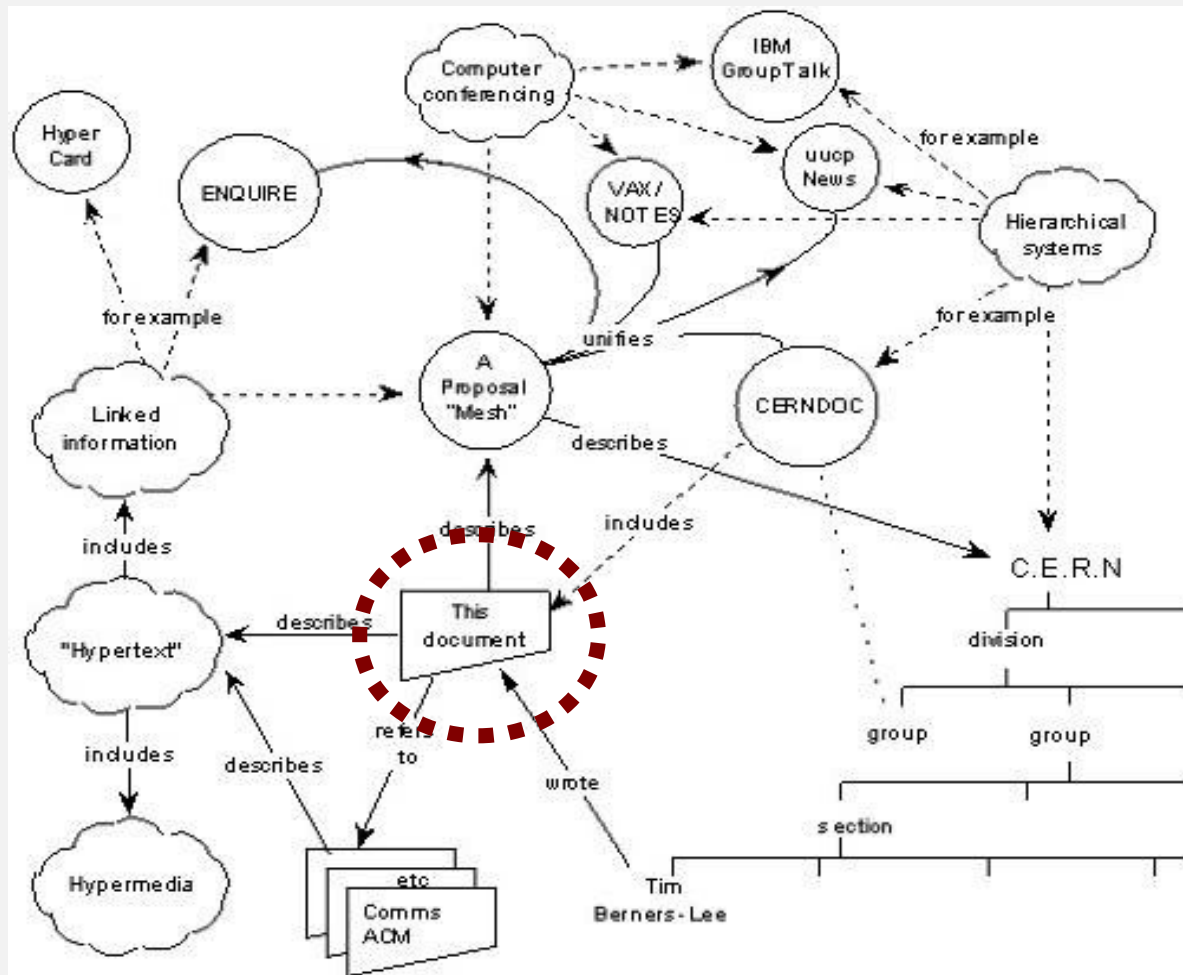 IBM
GroupTalk
Computer
conferencing
Hyper
Card
for example
uucp
News
ENQUIRE
VAX/
NOTES
Hierarchical
systems
for example
for example
unifies
A
Proposal
"Mesh"
Linked
information
CERNDOC
describes
includes
describes
includes
C.E.R.N
This
document
describes
"Hypertext"
division
refers
to
group
group
includes
describes
wrote
section
Hypermedia
etc
Tim
Berners-Lee
Comms
ACM